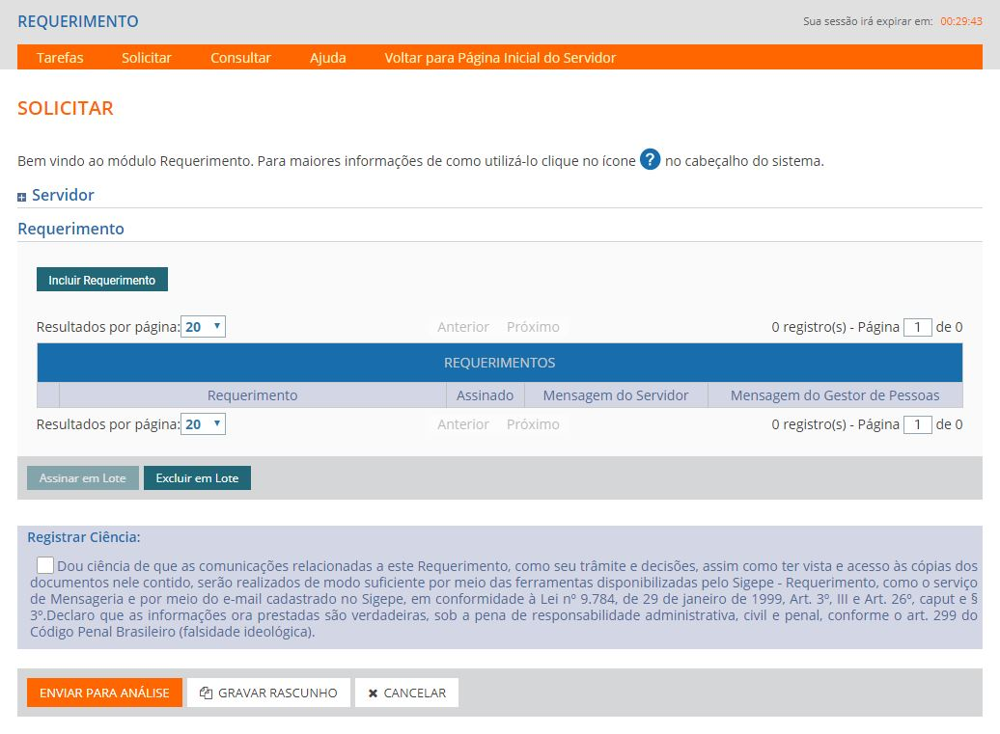 REQUERIMENTO
Sua sessão irá expirar em: 00:29:43
Tarefas Solicitar Consultar Ajuda Voltar para Página Inicial do Servidor
SOLICITAR
Bem vindo ao módulo Requerimento. Para maiores informações de como utilizá-lo clique no ícone ? no cabeçalho do sistema.
Servidor
Requerimento
Incluir Requerimento
Resultados por página: 20 Anterior Próximo 0 registro(s) - Página 1 de 0
REQUERIMENTOS
Requerimento Assinado Mensagem do Servidor Mensagem do Gestor de Pessoas
Resultados por página: 20 Anterior Próximo 0 registro(s) - Página 1 de 0
Assinar em Lote Excluir em Lote
Registrar Ciência:
Dou ciência de que as comunicações relacionadas a este Requerimento, como seu trâmite e decisões, assim como ter vista e acesso às cópias dos
documentos nele contido, serão realizados de modo suficiente por meio das ferramentas disponibilizadas pelo Sigepe - Requerimento, como o serviço
de Mensageria e por meio do e-mail cadastrado no Sigepe, em conformidade à Lei nº 9.784, de 29 de janeiro de 1999, Art. 3º, III e Art. 26º, caput e §
3º.Declaro que as informações ora prestadas são verdadeiras, sob a pena de responsabilidade administrativa, civil e penal, conforme o art. 299 do
Código Penal Brasileiro (falsidade ideológica).
ENVIAR PARA ANÁLISE GRAVAR RASCUNHO CANCELAR